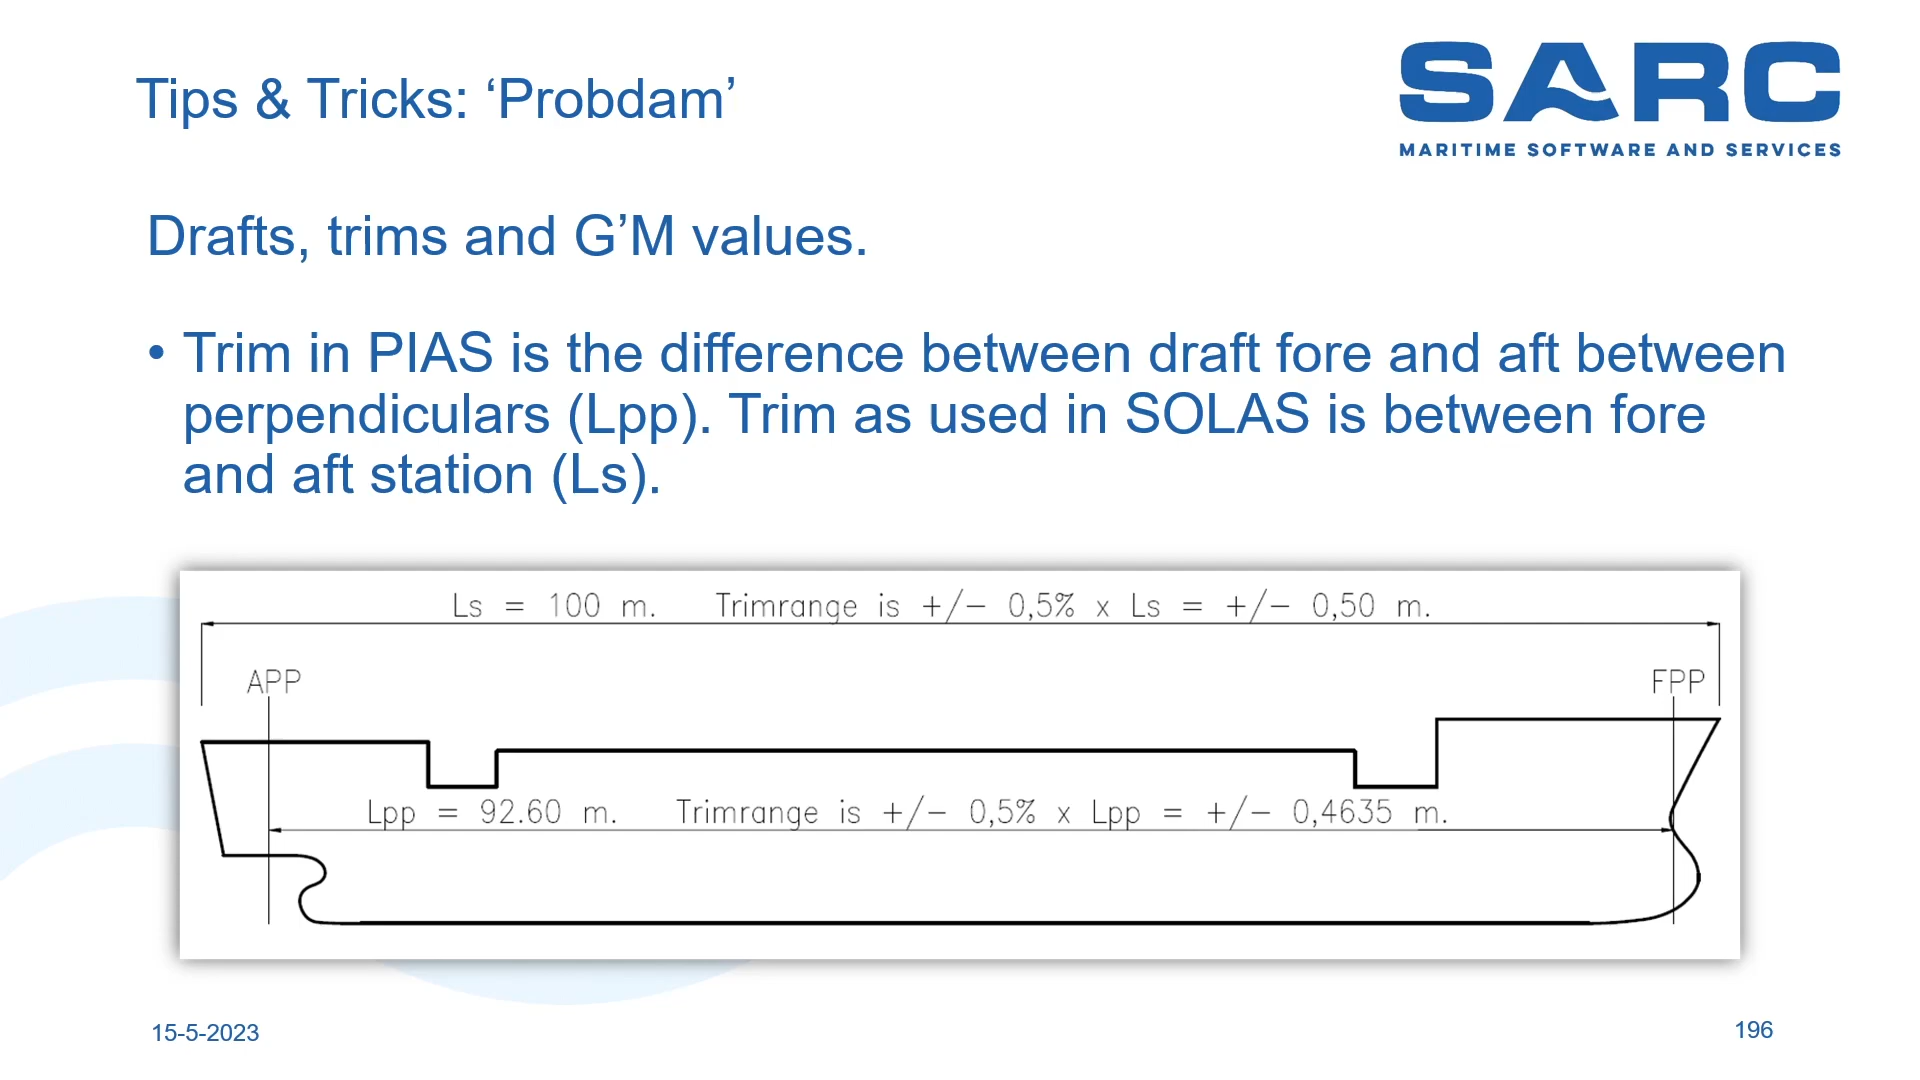 SARC
MARITIME SOFTWARE AND SERVICES
Tips & Tricks: ‘Probdam’
Drafts, trims and G’M values.
• Trim in PIAS is the difference between draft fore and aft between
perpendiculars (Lpp). Trim as used in SOLAS is between fore
and aft station (Ls).
Ls = 100 m. Trimrange is +/− 0,5% x Ls = +/− 0,50 m.
APP
FPP
Lpp = 92.60 m. Trimrange is +/− 0,5% x Lpp = +/− 0,4635 m.
15-5-2023
196